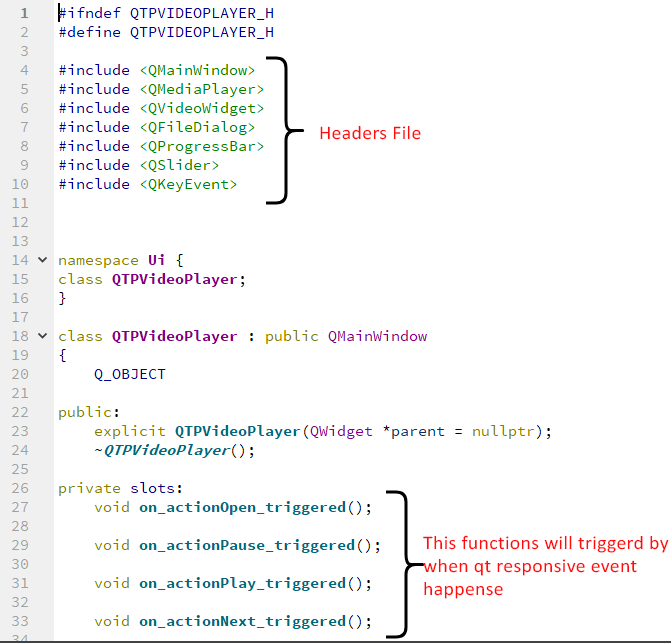 1 #ifndef QTPVIDEOPLAYER_H
2 #define QTPVIDEOPLAYER_H
3
4 #include <QMainWindow>
5 #include <QMediaPlayer>
6 #include <QVideoWidget>
7 #include <QFileDialog>
8 #include <QProgressBar>
9 #include <QSlider>
10 #include <QKeyEvent>
Headers File
11
12
13
14 namespace Ui {
15 class QTPVideoPlayer;
16 }
17
18 class QTPVideoPlayer : public QMainWindow
19 {
20 Q_OBJECT
21
22 public:
23 explicit QTPVideoPlayer(QWidget *parent = nullptr);
24 ~QTPVideoPlayer();
25
26 private slots:
27 void on_actionOpen_triggered();
28
29 void on_actionPause_triggered();
30
31 void on_actionPlay_triggered();
32
33 void on_actionNext_triggered();
34
This functions will triggerd by
when qt responsive event
happense